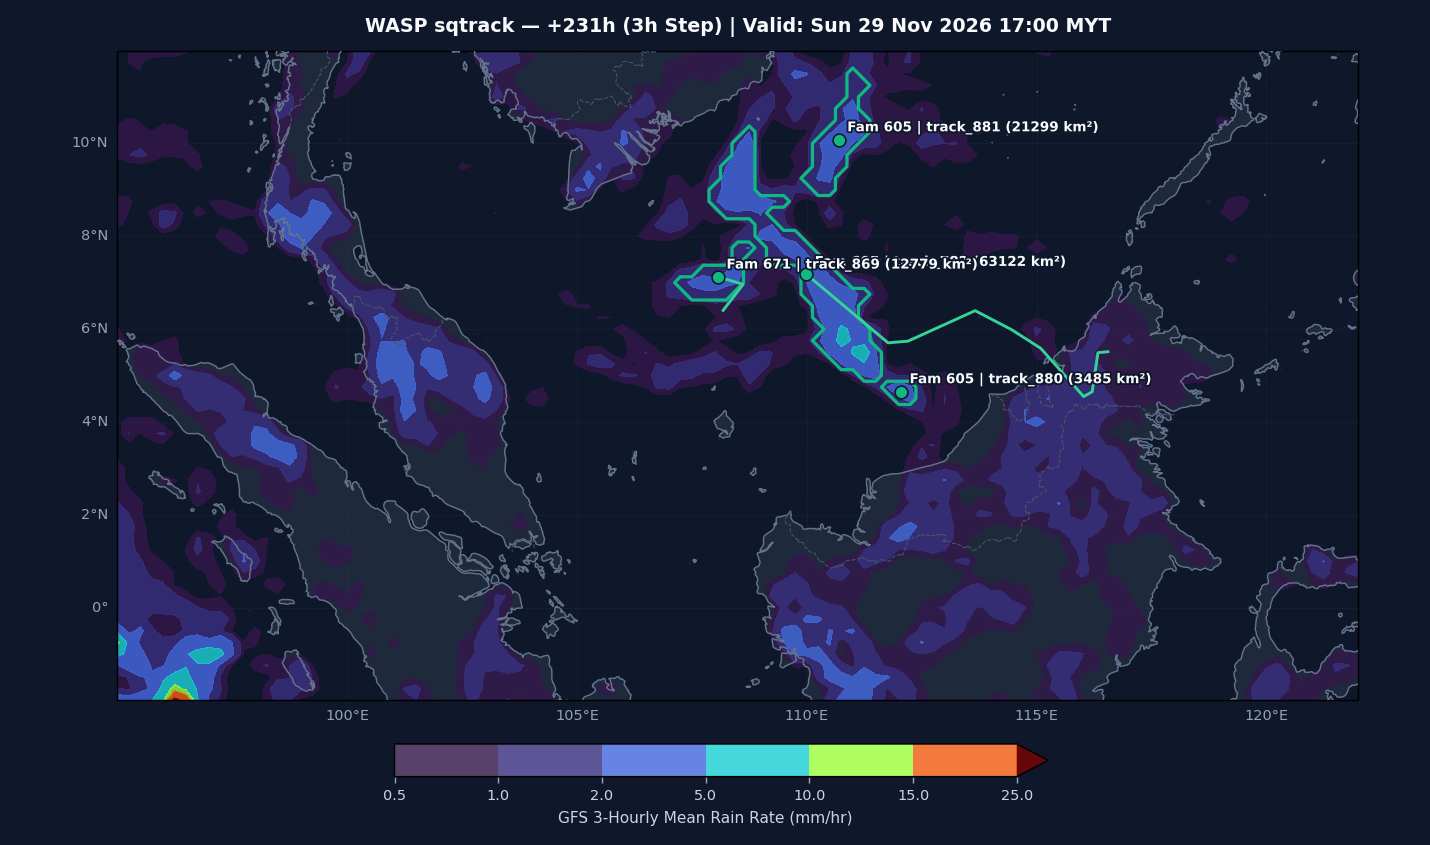 WASP sqtrack — +231h (3h Step) | Valid: Sun 29 Nov 2026 17:00 MYT
10°N
8°N
6°N
4°N
2°N
0°
Fam 605 | track_881 (21299 km²)
Fam 671 | track_869 (12779 km²)
63122 km²)
Fam 605 | track_880 (3485 km²)
100°E
105°E
110°E
115°E
120°E
0.5
1.0
2.0
5.0
10.0
15.0
25.0
GFS 3-Hourly Mean Rain Rate (mm/hr)